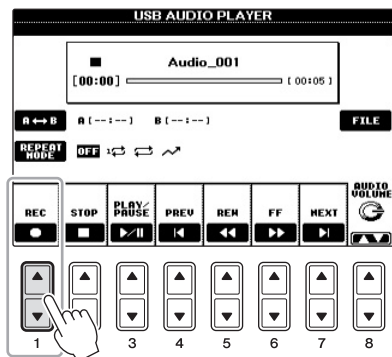 USB AUDIO PLAYER
Audio_001
[00:00] [00:05]
A↔B A[--:--] B[--:--] FILE
REPEAT MODE OFF 1
AUDIO VOLUME
REC STOP PLAY/PAUSE PREV REW FF NEXT
1 3 4 5 6 7 8